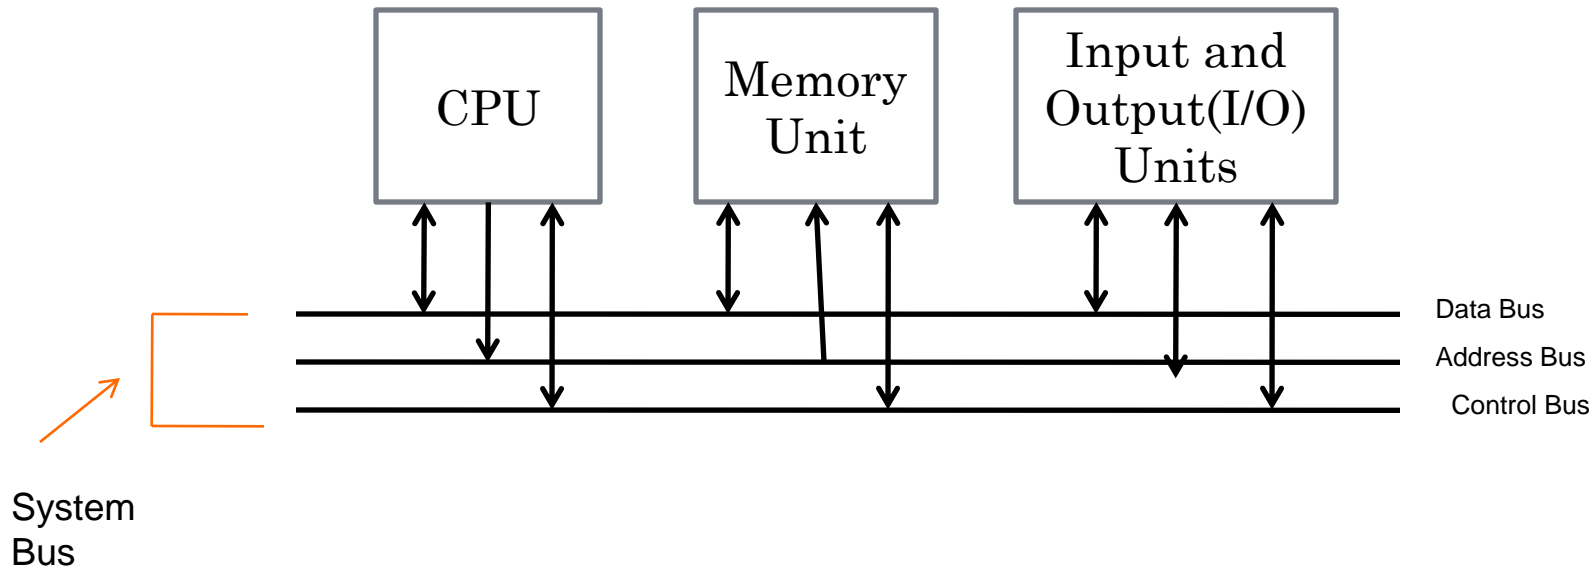 CPU
Memory
Unit
Input and
Output(I/O)
Units
Data Bus
Address Bus
Control Bus
System
Bus